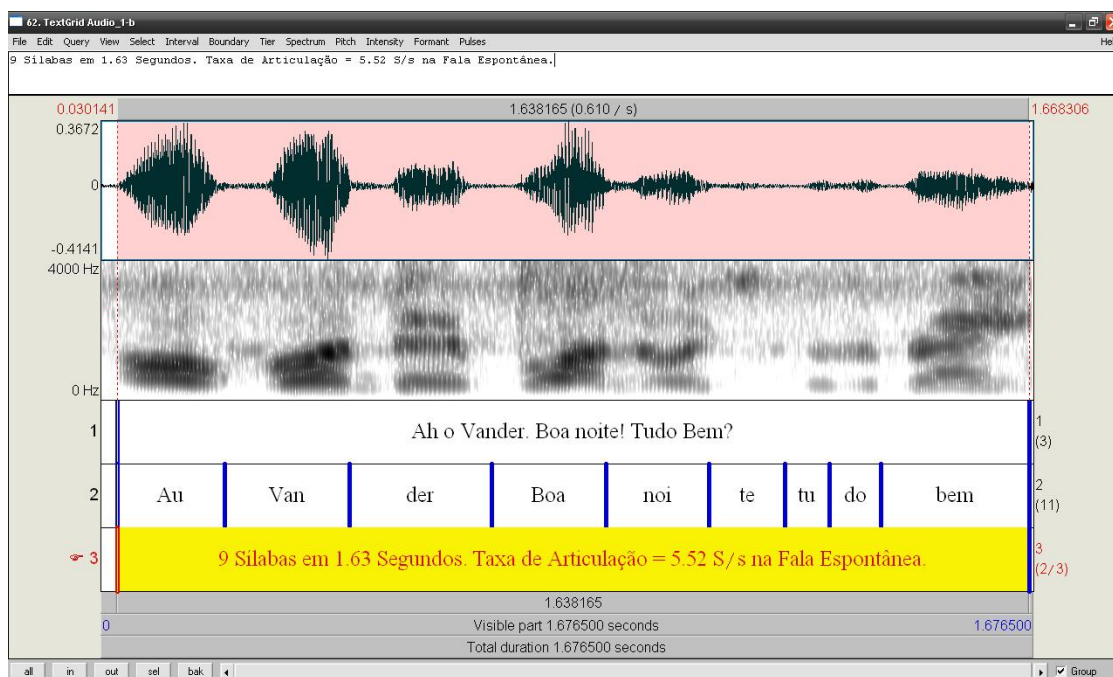 62. TextGrid Audio_1-b
File Edit Query View Select Interval Boundary Tier Spectrum Pitch Intensity Formant Pulses Hel
9 Sílabas em 1.63 Segundos. Taxa de Articulação = 5.52 S/s na Fala Espontânea.
0.030141 1.638165 (0.610 / s) 1.668306
0.3672
0
-0.4141
4000 Hz
0 Hz
1 Ah o Vander. Boa noite! Tudo Bem? 1
(3)
2 Au Van der Boa noi te tu do bem 2
(11)
3 9 Sílabas em 1.63 Segundos. Taxa de Articulação = 5.52 S/s na Fala Espontânea. 3
(2/3)
1.638165
0 Visible part 1.676500 seconds 1.676500
Total duration 1.676500 seconds
all in out sel bak Group